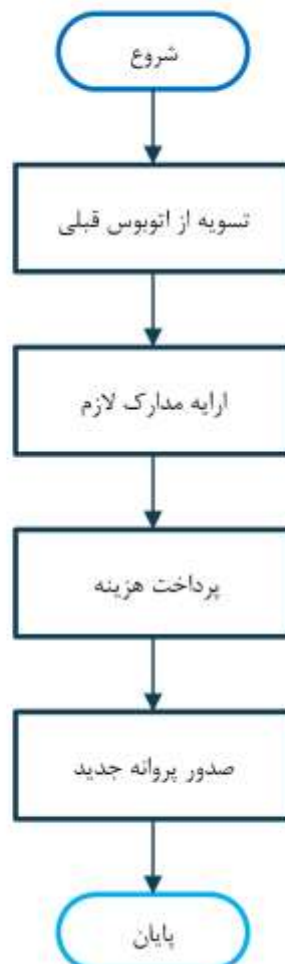 شروع
تسویه از اتوبوس قبلی
ارایه مدارک لازم
پرداخت هزینه
صدور پروانه جدید
پایان